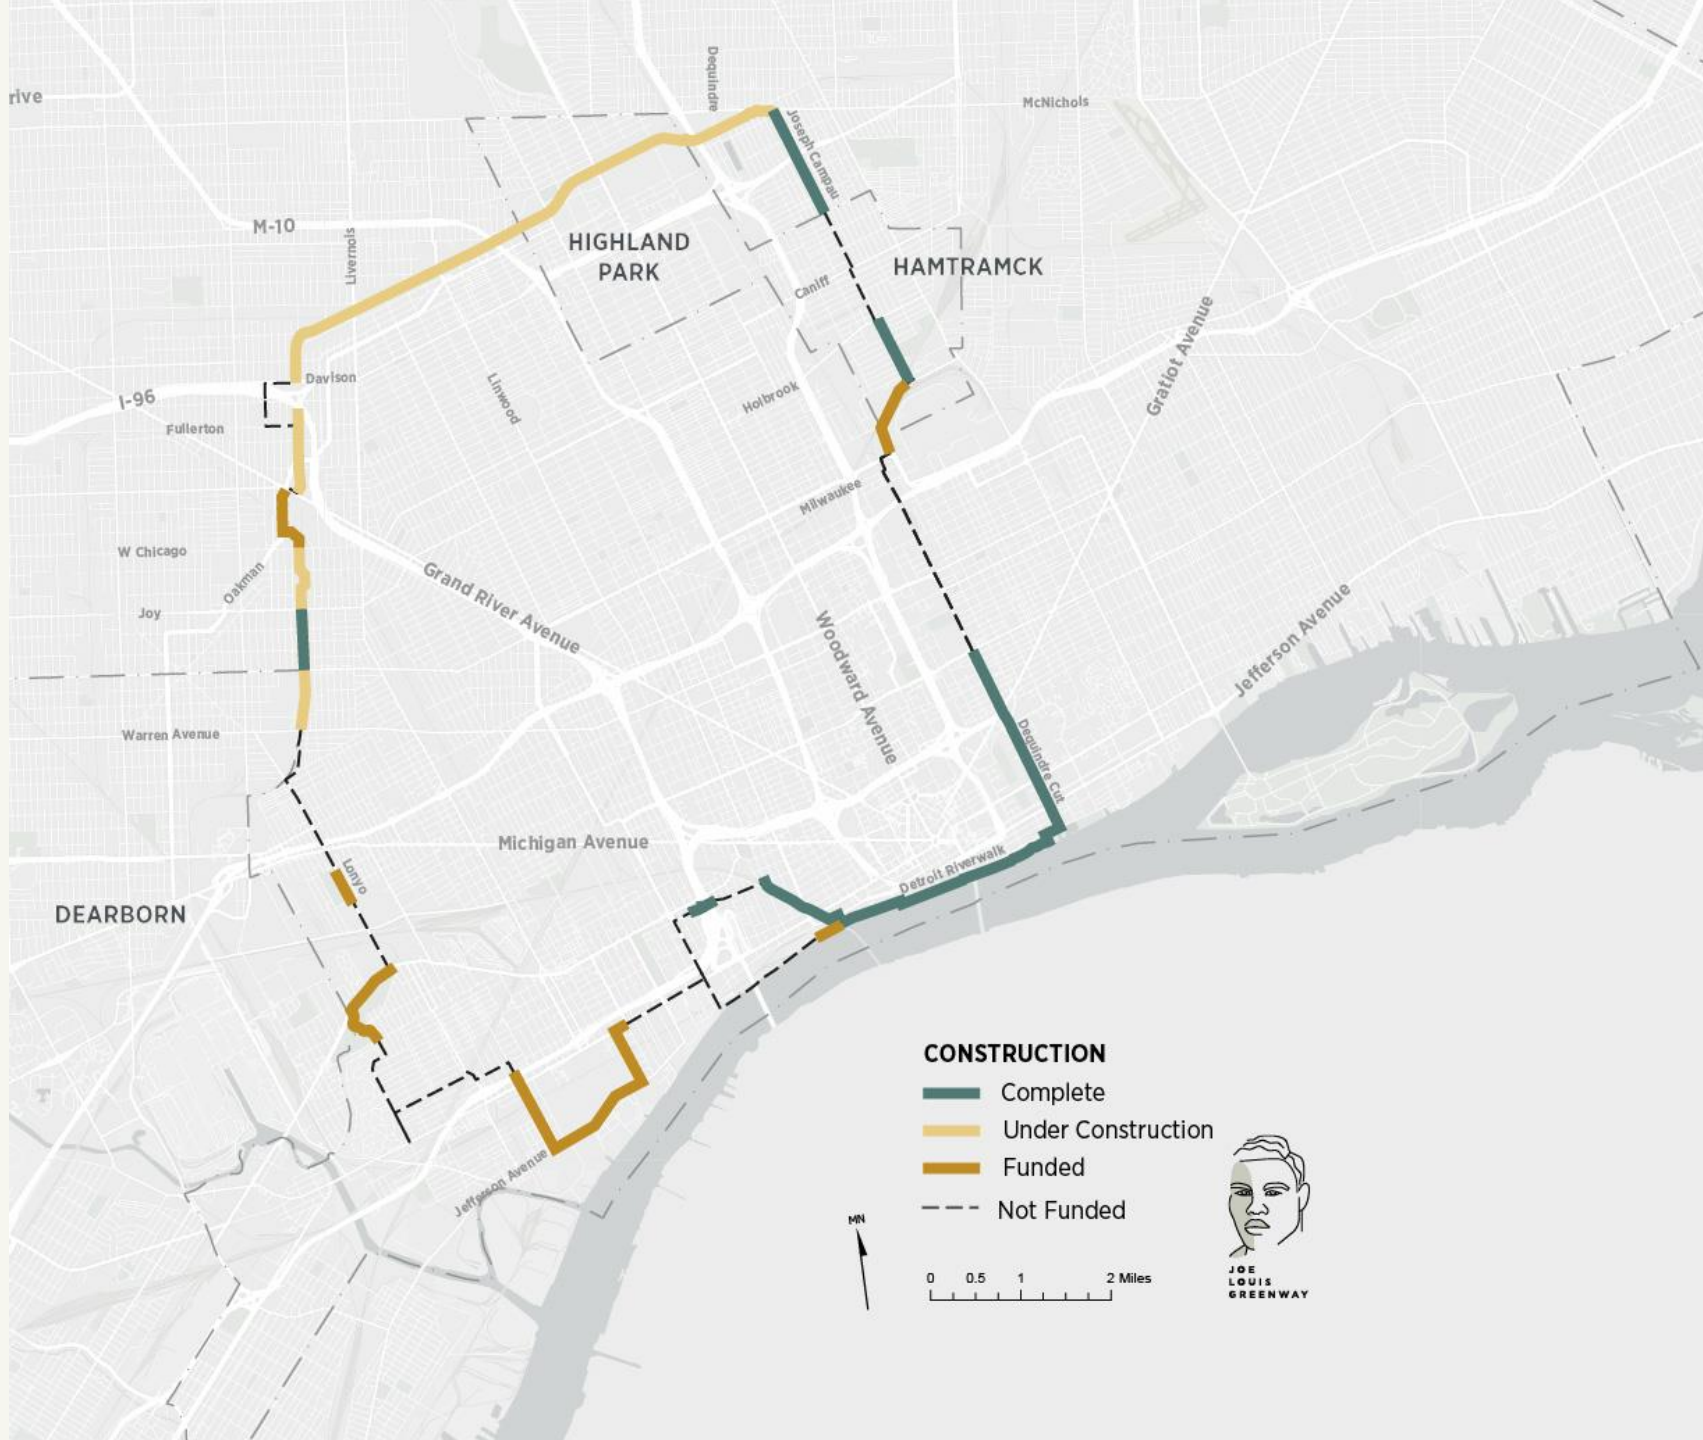 Dequindre
rive
McNichols
Joseph Campau
M-10
Livernois
HIGHLAND
PARK
HAMTRAMCK
Caniff
Gratiot Avenue
Davison
I-96
Linwood
Holbrook
Fullerton
Milwaukee
W Chicago
Oakman
Grand River Avenue
Joy
Woodward Avenue
Jefferson Avenue
Warren Avenue
Dequindre Cut
Michigan Avenue
Lonyo
Detroit Riverwalk
DEARBORN
Jefferson Avenue
CONSTRUCTION
Complete
Under Construction
Funded
Not Funded
MN
0 0.5 1 2 Miles
JOE
LOUIS
GREENWAY